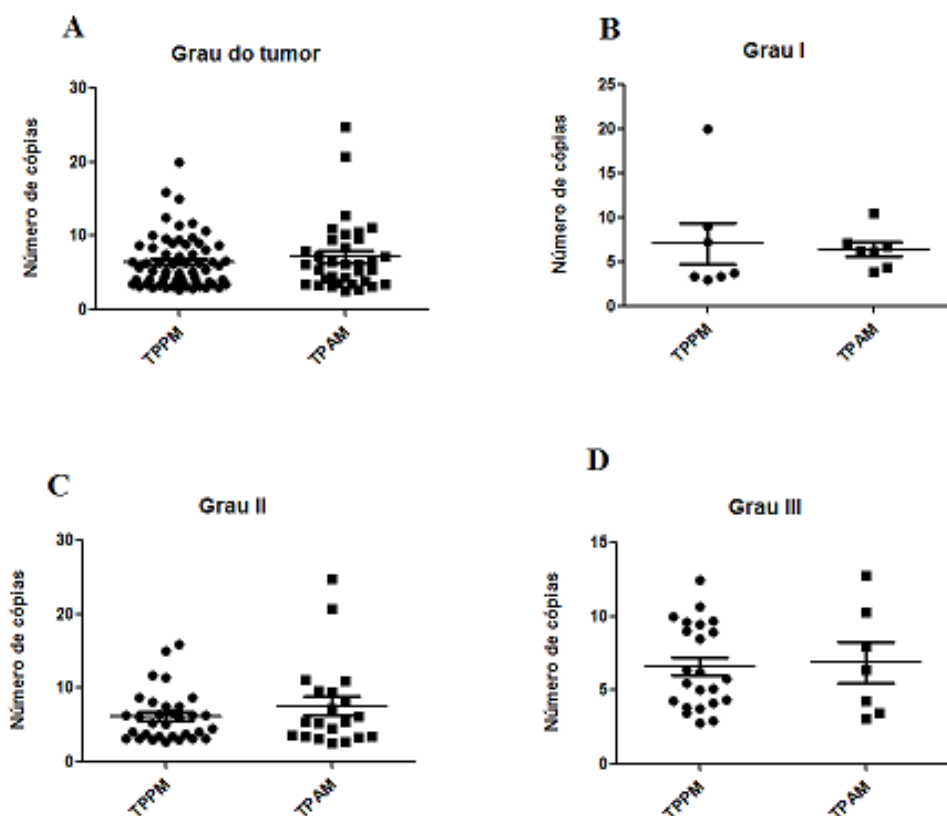 A
Grau do tumor
Número de cópias
30
20
10
0
TPPM
TPAM
B
Grau I
Número de cópias
25
20
15
10
5
0
TPPM
TPAM
C
Grau II
Número de cópias
30
20
10
0
TPPM
TPAM
D
Grau III
Número de cópias
15
10
5
0
TPPM
TPAM